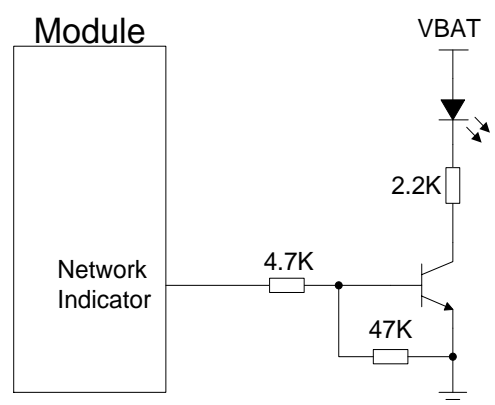 Module
VBAT
2.2K
4.7K
Network
Indicator
47K